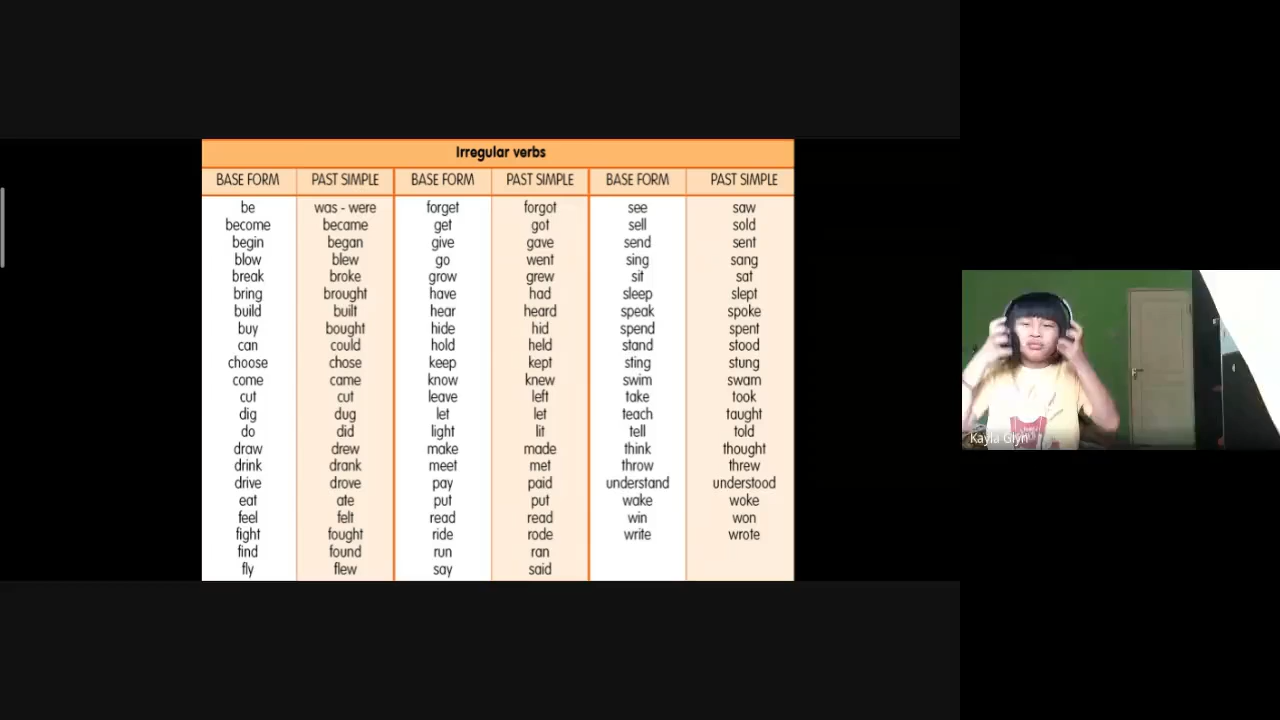 Irregular verbs
BASE FORM PAST SIMPLE BASE FORM PAST SIMPLE BASE FORM PAST SIMPLE
be was - were forget forgot see saw
become became get got sell sold
begin began give gave send sent
blow blew go went sing sang
break broke grow grew sit sat
bring brought have had sleep slept
build built hear heard speak spoke
buy bought hide hid spend spent
can could hold held stand stood
choose chose keep kept sting stung
come came know knew swim swam
cut cut leave left take took
dig dug let let teach taught
do did light lit tell told
draw drew make made think thought
drink drank meet met throw threw
drive drove pay paid understand understood
eat ate put put wake woke
feel felt read read win won
fight fought ride rode write wrote
find found run ran
fly flew say said
Kayla Glyn